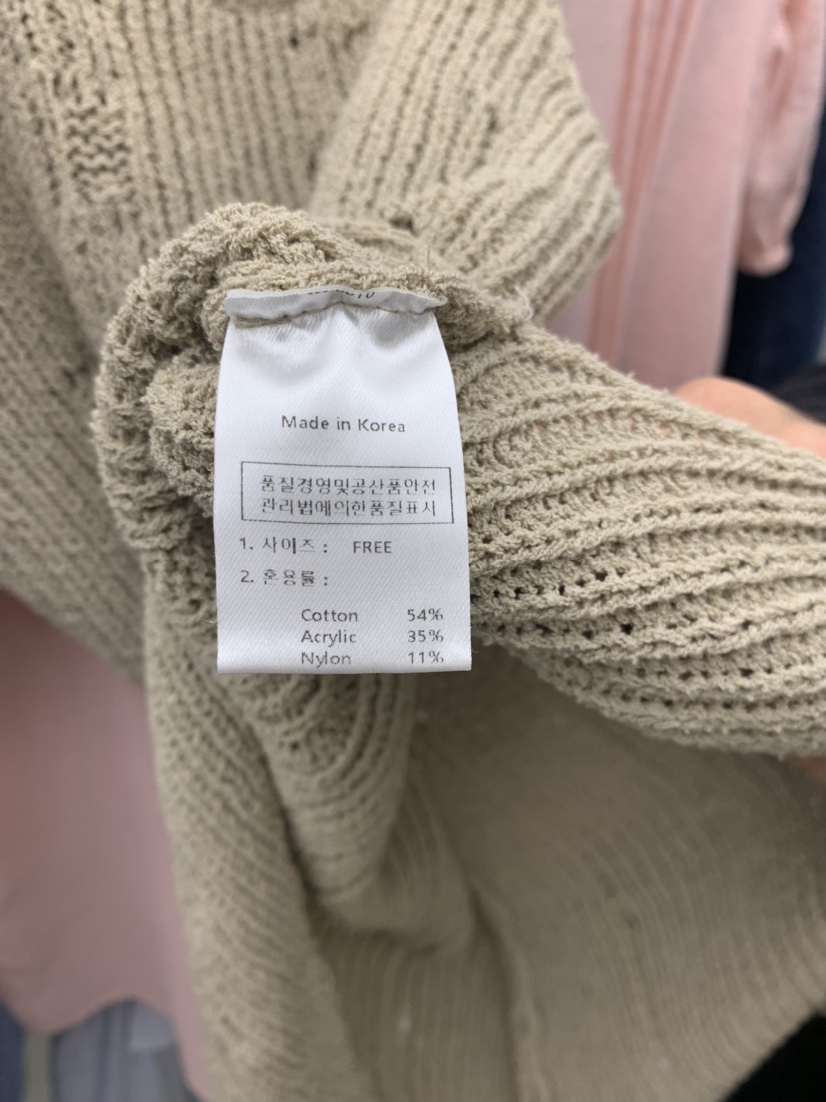 Made in Korea
품질경영및공산품안전
관리법에의한품질표시
1. 사이즈 : FREE
2. 혼용률 :
Cotton 54%
Acrylic 35%
Nylon 11%